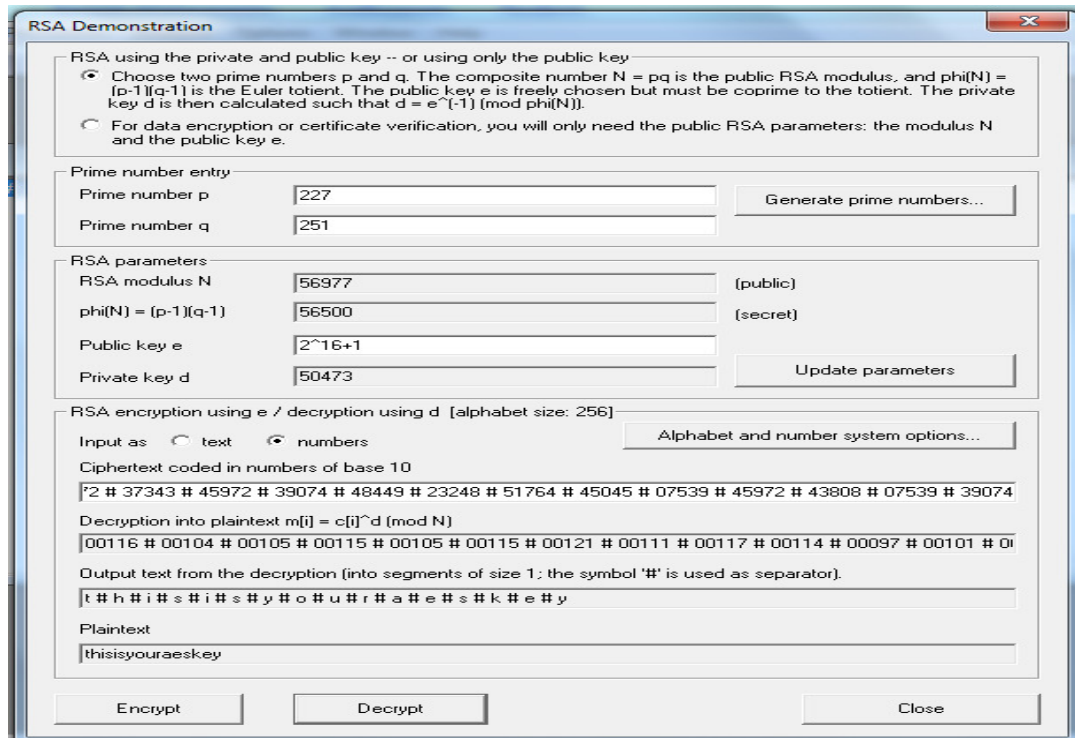 RSA Demonstration
RSA using the private and public key -- or using only the public key
Choose two prime numbers p and q. The composite number N = pq is the public RSA modulus, and phi(N) =
(p-1)(q-1) is the Euler totient. The public key e is freely chosen but must be coprime to the totient. The private
key d is then calculated such that d = e^(-1) (mod phi(N)).
For data encryption or certificate verification, you will only need the public RSA parameters: the modulus N
and the public key e.
Prime number entry
Prime number p
227
Generate prime numbers...
Prime number q
251
RSA parameters
RSA modulus N
56977
(public)
phi(N) = (p-1)(q-1)
56500
(secret)
Public key e
2^16+1
Private key d
50473
Update parameters
RSA encryption using e / decryption using d [alphabet size: 256]
Input as text numbers
Alphabet and number system options...
Ciphertext coded in numbers of base 10
2 # 37343 # 45972 # 39074 # 48449 # 23248 # 51764 # 45045 # 07539 # 45972 # 43808 # 07539 # 39074
Decryption into plaintext m[i] = c[i]^d (mod N)
00116 # 00104 # 00105 # 00115 # 00105 # 00115 # 00121 # 00111 # 00117 # 00114 # 00097 # 00101 #
Output text from the decryption (into segments of size 1; the symbol '#' is used as separator).
t # h # i # s # i # s # y # o # u # r # a # e # s # k # e # y
Plaintext
thisisyouraeskey
Encrypt
Decrypt
Close